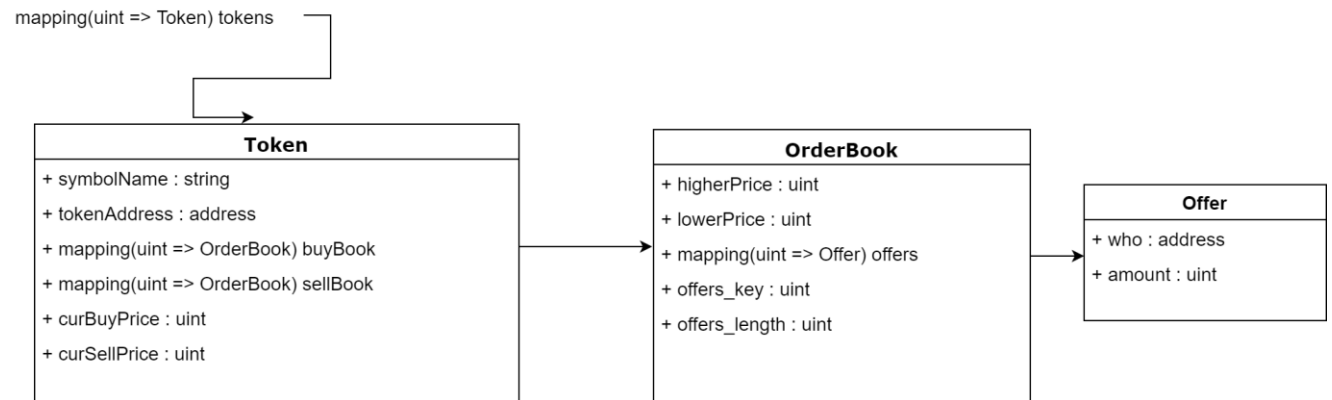 mapping(uint => Token) tokens
Token
+ symbolName : string
+ tokenAddress : address
+ mapping(uint => OrderBook) buyBook
+ mapping(uint => OrderBook) sellBook
+ curBuyPrice : uint
+ curSellPrice : uint
OrderBook
+ higherPrice : uint
+ lowerPrice : uint
+ mapping(uint => Offer) offers
+ offers_key : uint
+ offers_length : uint
Offer
+ who : address
+ amount : uint